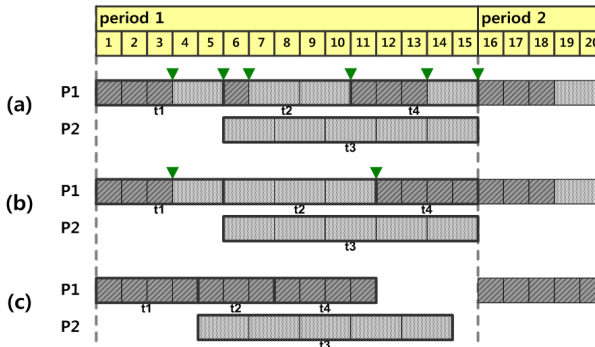 period 1 period 2
1 2 3 4 5 6 7 8 9 10 11 12 13 14 15 16 17 18 19 20
(a) P1
t1 t2 t4
P2
t3
(b) P1
t1 t2 t4
P2
t3
(c) P1
t1 t2 t4
P2
t3